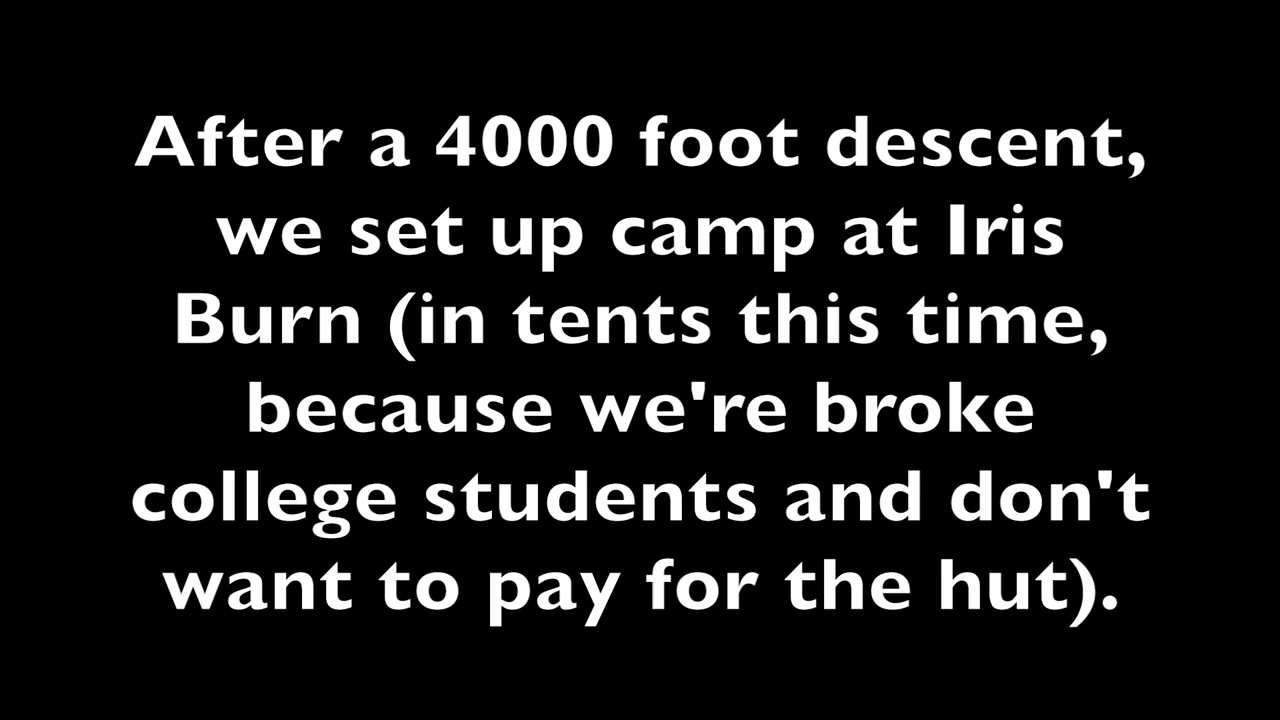 After a 4000 foot descent,
we set up camp at Iris
Burn (in tents this time,
because we're broke
college students and don't
want to pay for the hut).